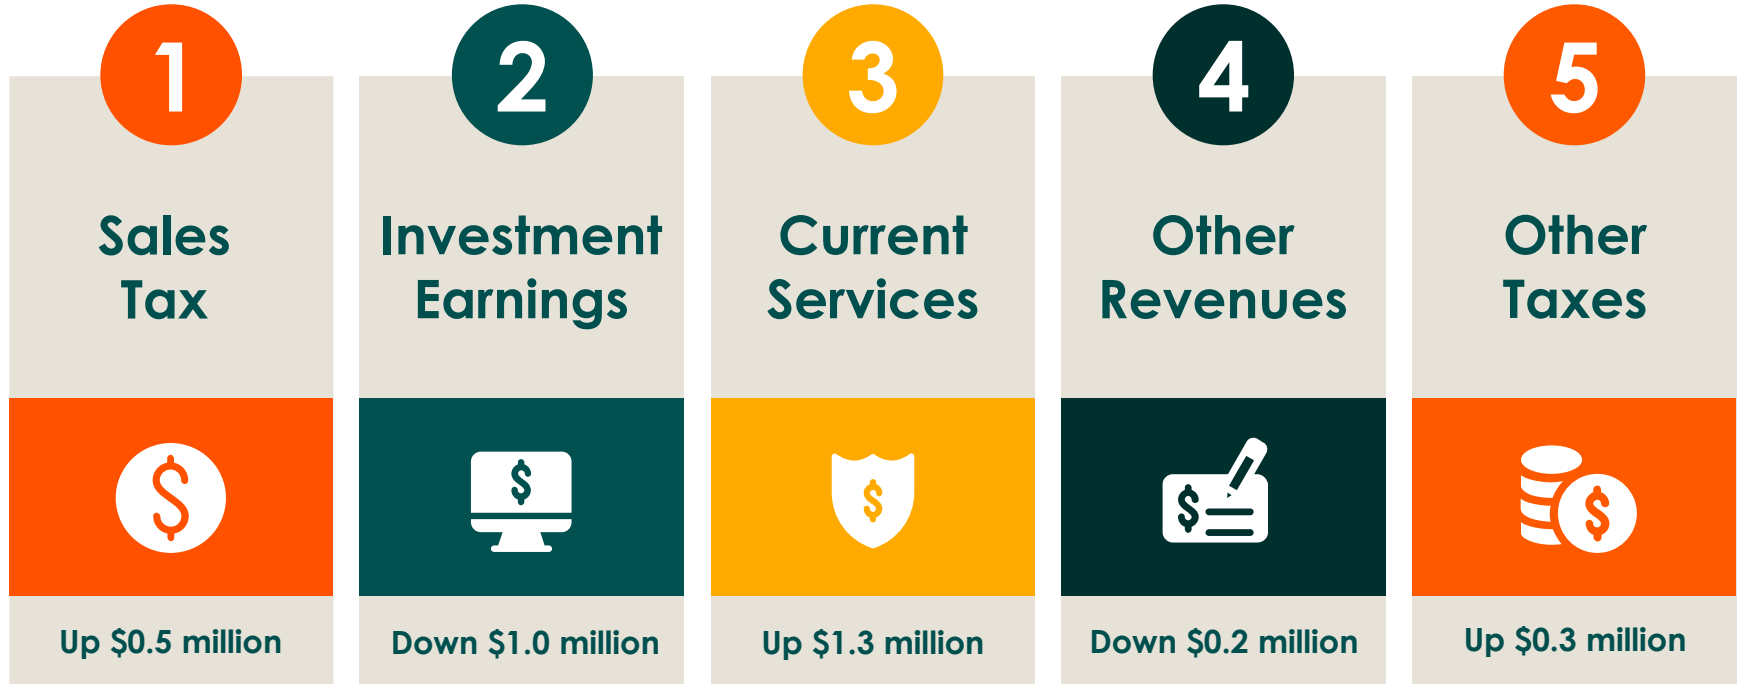 1
Sales
Tax
$
Up $0.5 million
2
Investment
Earnings
$
Down $1.0 million
3
Current
Services
$
Up $1.3 million
4
Other
Revenues
$
Down $0.2 million
5
Other
Taxes
$
Up $0.3 million